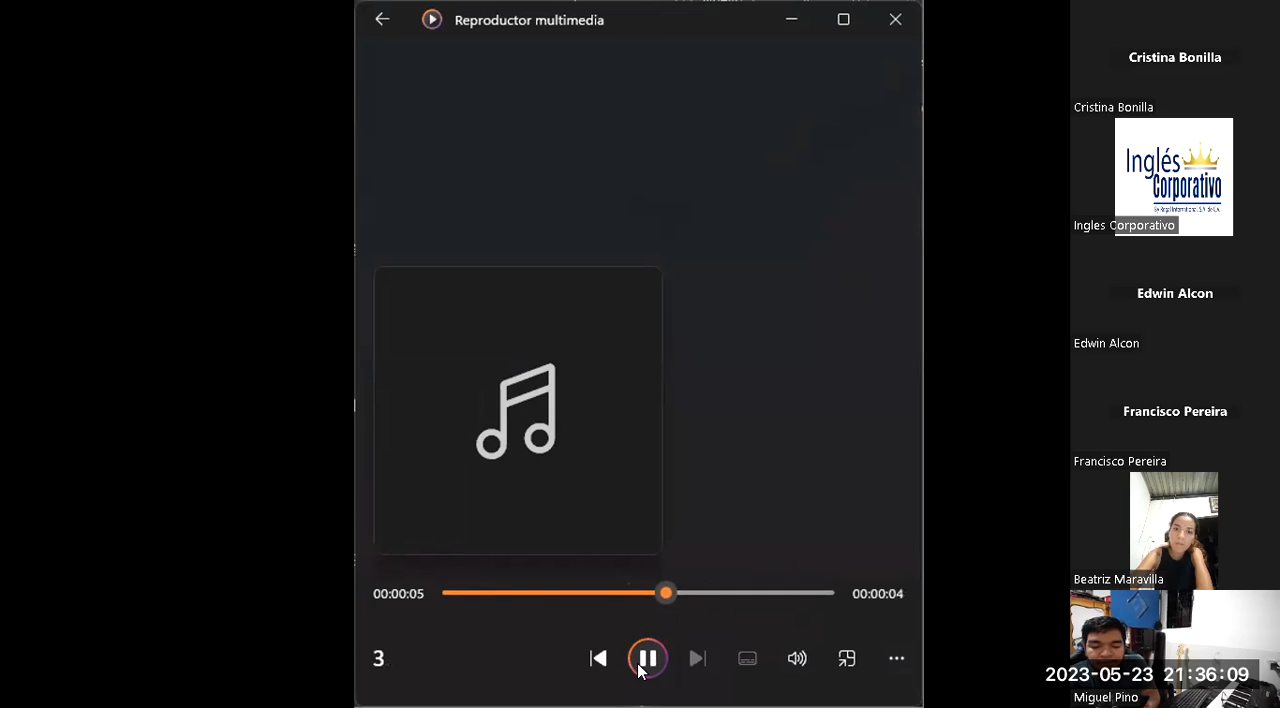 Reproductor multimedia
00:00:05
00:00:04
3
Cristina Bonilla
Cristina Bonilla
Inglés
Corporativo
Ingles Corporativo
Edwin Alcon
Edwin Alcon
Francisco Pereira
Francisco Pereira
Beatriz Maravilla
2023-05-23 21:36:09
Miguel Pino